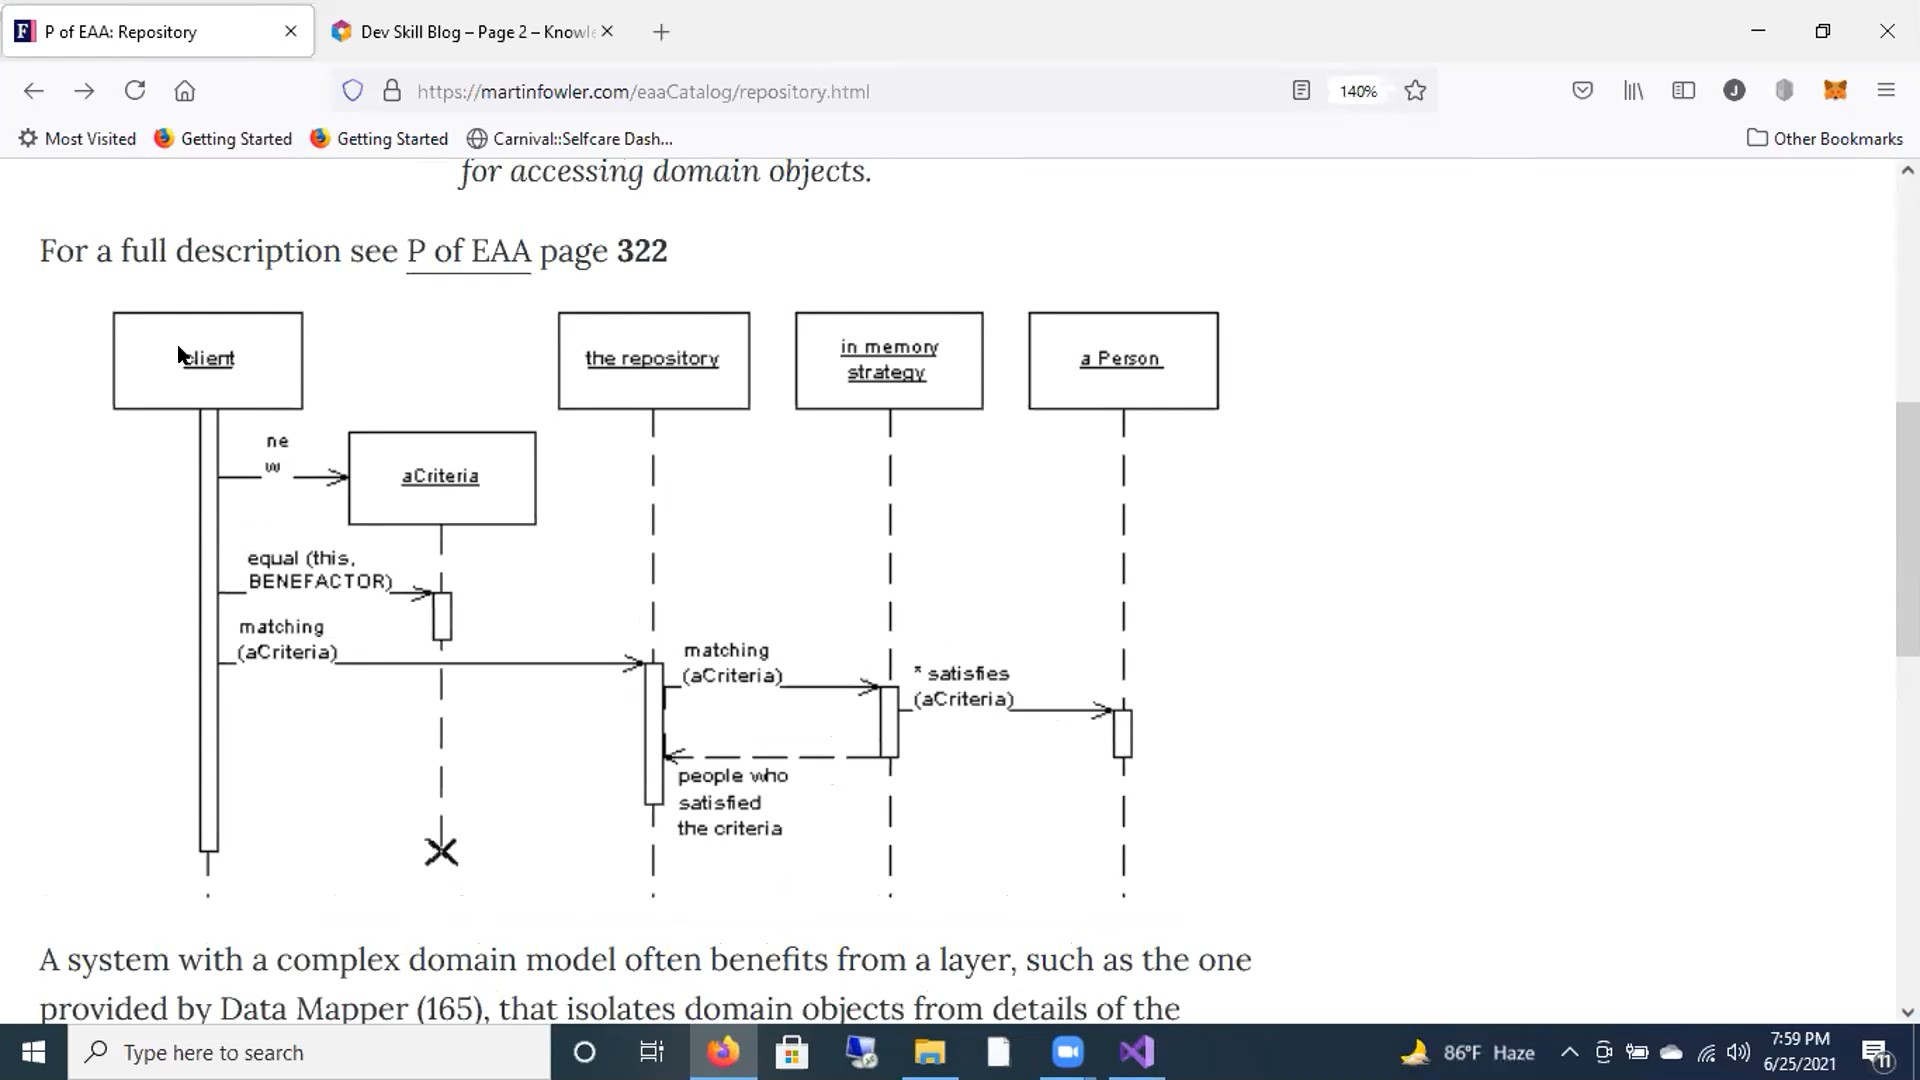 P of EAA: Repository
Dev Skill Blog – Page 2 – Knowle
https://martinfowler.com/eaaCatalog/repository.html
140%
J
Most Visited
Getting Started
Getting Started
Carnival::Selfcare Dash...
Other Bookmarks
for accessing domain objects.
For a full description see P of EAA page 322
client
the repository
in memory
strategy
a Person
ne
w
aCriteria
equal (this,
BENEFACTOR)
matching
(aCriteria)
matching
(aCriteria)
* satisfies
(aCriteria)
people who
satisfied
the criteria
A system with a complex domain model often benefits from a layer, such as the one
provided by Data Mapper (165), that isolates domain objects from details of the
Type here to search
86°F Haze
7:59 PM
6/25/2021
11